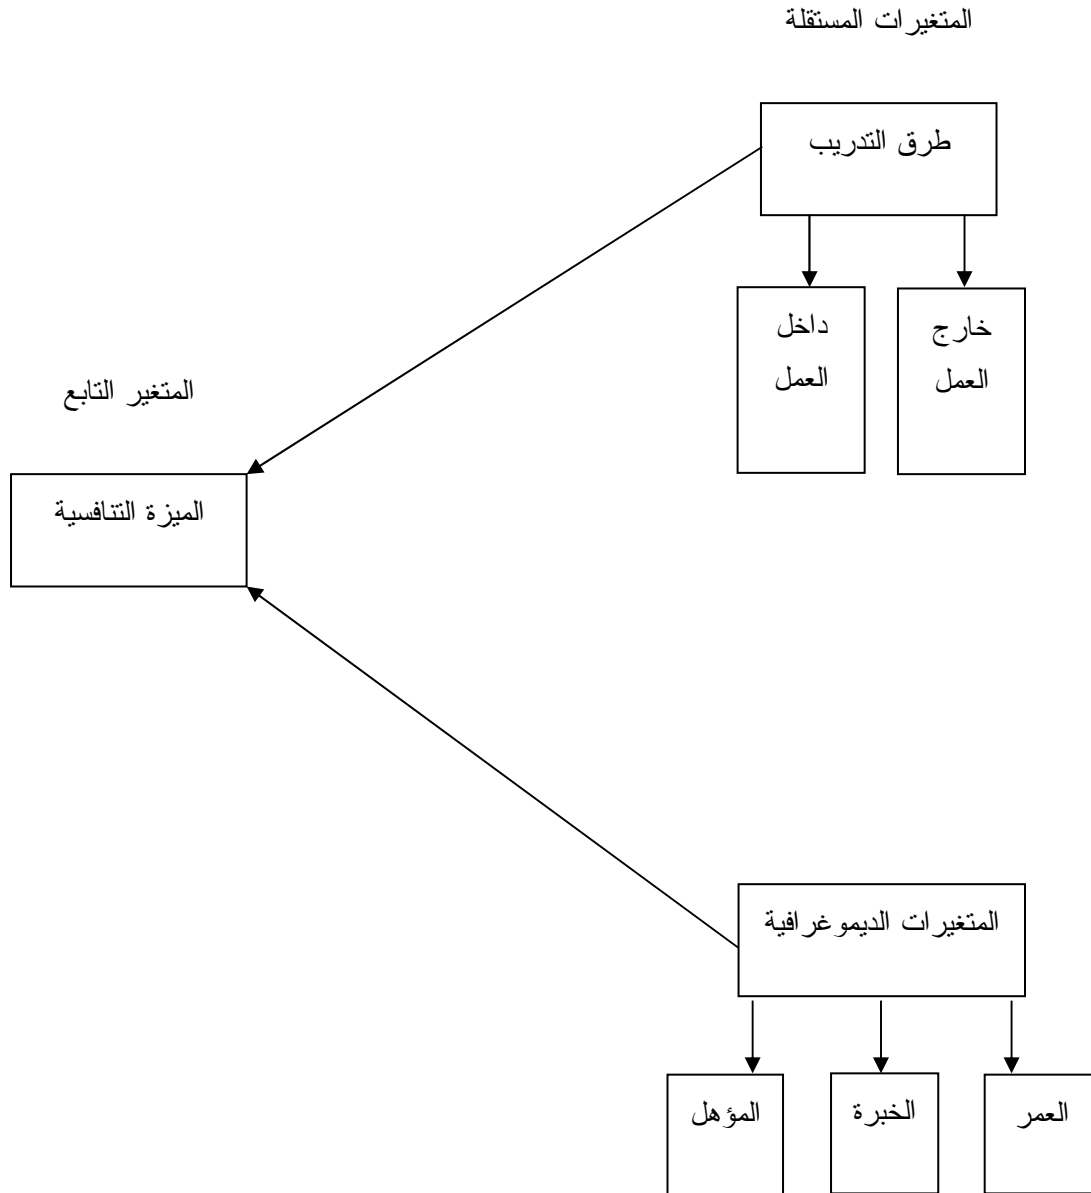 المتغيرات المستقلة
طرق التدريب
خارج
العمل
داخل
العمل
المتغير التابع
الميزة التنافسية
المتغيرات الديموغرافية
العمر
الخبرة
المؤهل